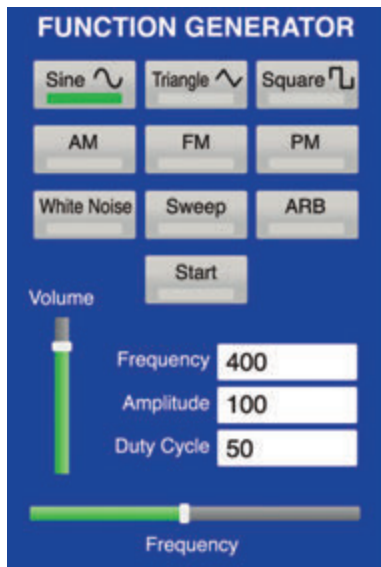 FUNCTION GENERATOR
Sine Triangle Square
AM FM PM
White Noise Sweep ARB
Start
Volume
Frequency 400
Amplitude 100
Duty Cycle 50
Frequency